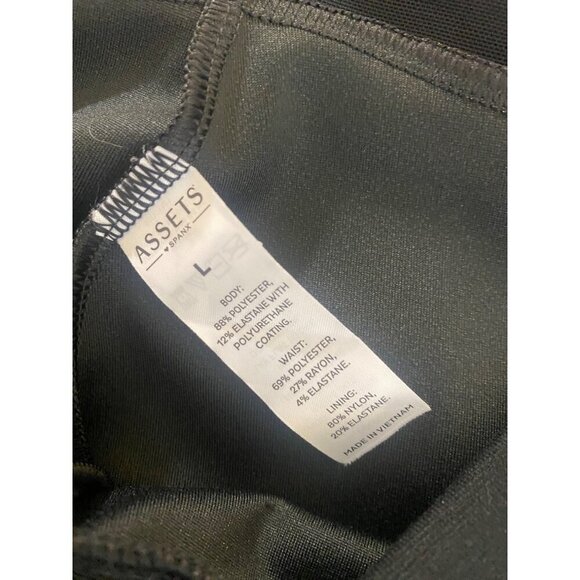 ASSETS
♥ SPANX
L
BODY:
88% POLYESTER,
12% ELASTANE WITH
POLYURETHANE
COATING.
WAIST:
69% POLYESTER,
27% RAYON,
4% ELASTANE.
LINING:
80% NYLON,
20% ELASTANE.
MADE IN VIETNAM